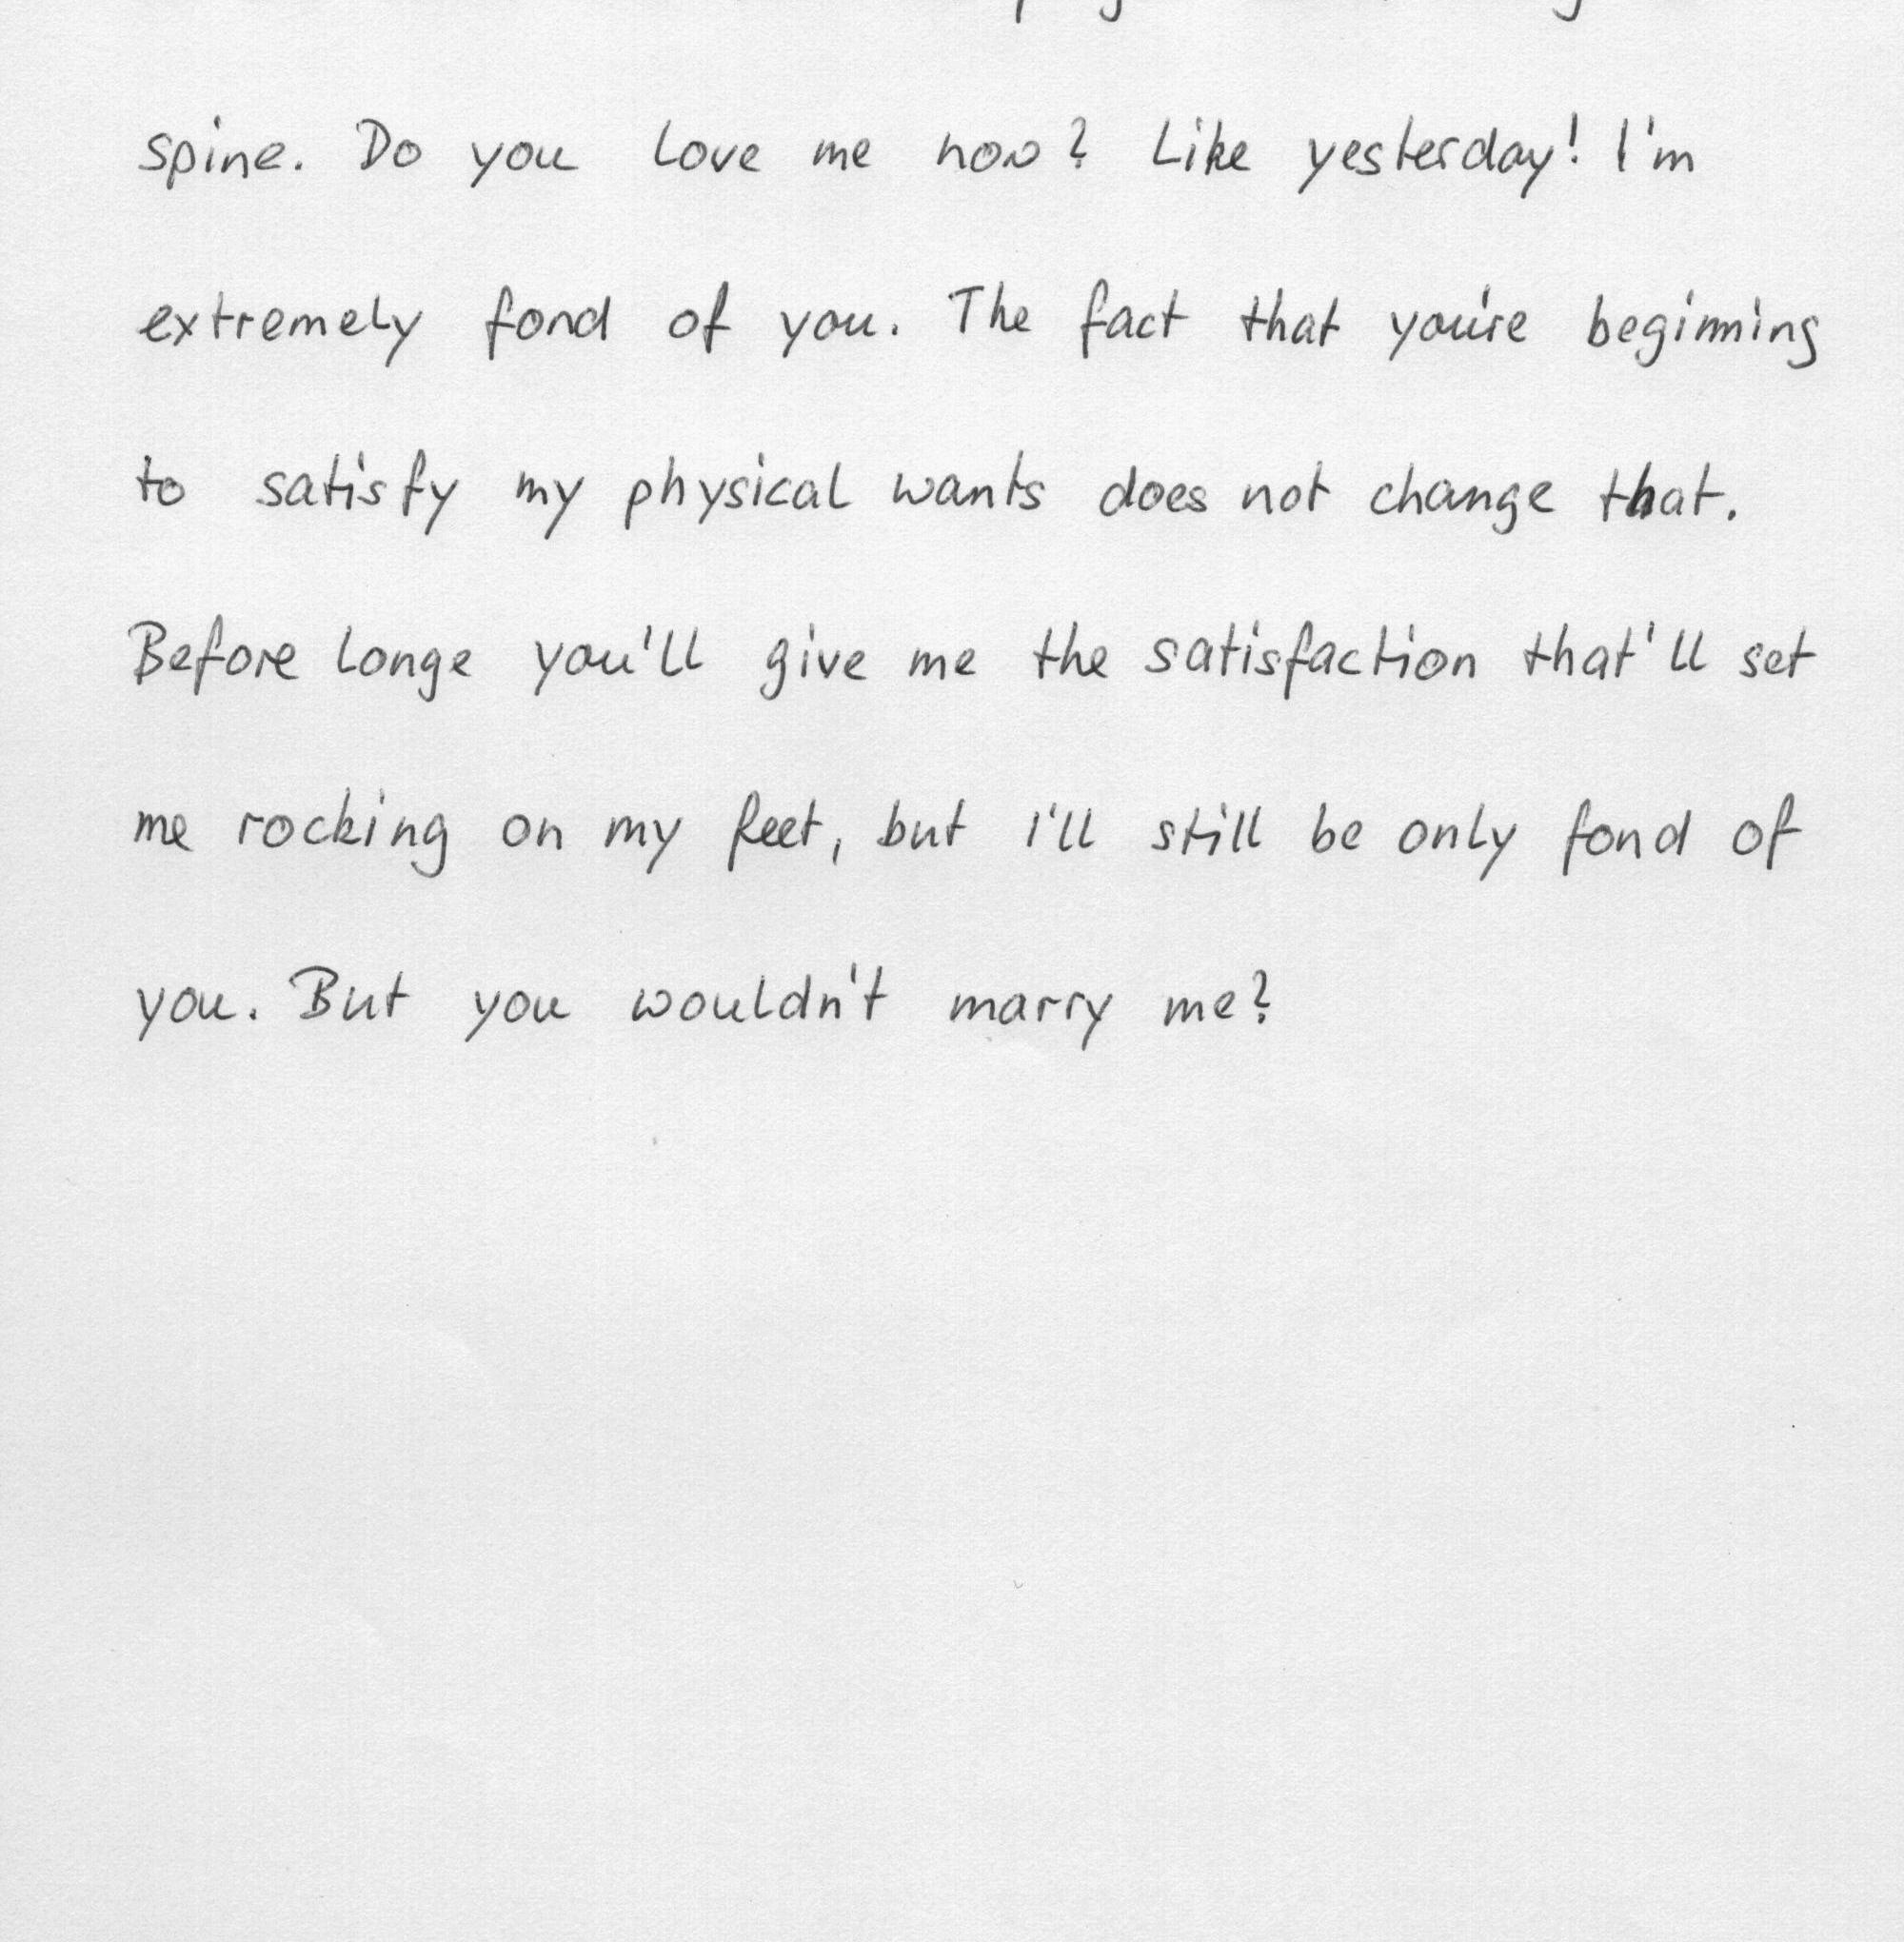 spine. Do you love me now? Like yesterday! I'm
extremely fond of you. The fact that you're beginning
to satisfy my physical wants does not change that.
Before longe you'll give me the satisfaction that'll set
me rocking on my feet, but I'll still be only fond of
you. But you wouldn't marry me?